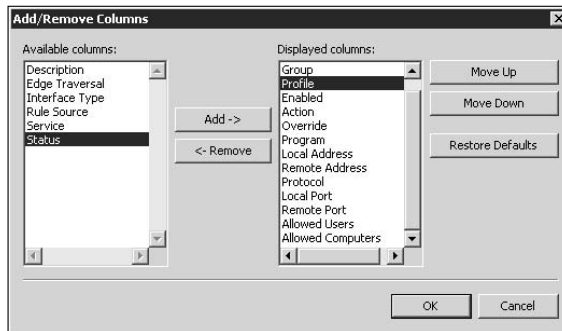 Add/Remove Columns
Available columns:
Description
Edge Traversal
Interface Type
Rule Source
Service
Status
Add ->
<- Remove
Displayed columns:
Group
Profile
Enabled
Action
Override
Program
Local Address
Remote Address
Protocol
Local Port
Remote Port
Allowed Users
Allowed Computers
Move Up
Move Down
Restore Defaults
OK
Cancel